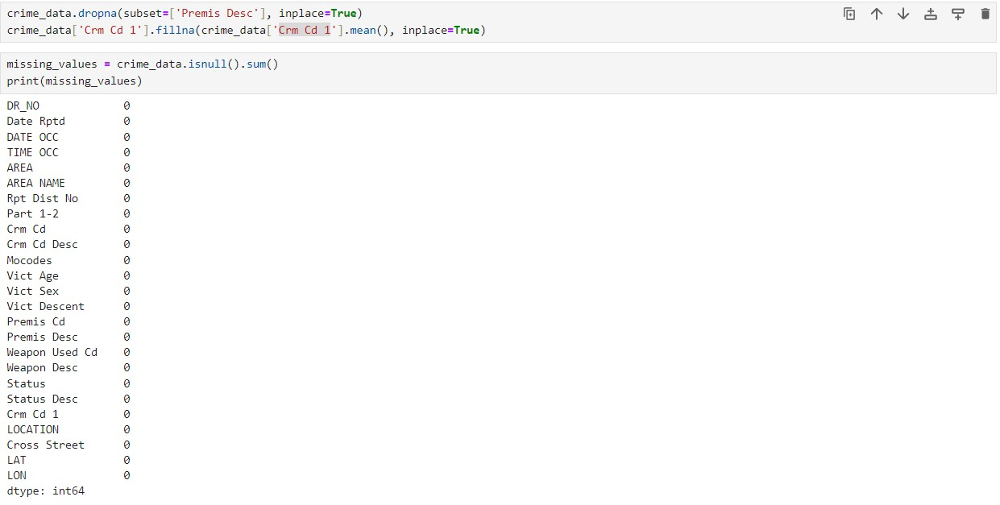 crime_data.dropna(subset=['Premis Desc'], inplace=True)
crime_data['Crm Cd 1'].fillna(crime_data['Crm Cd 1'].mean(), inplace=True)
missing_values = crime_data.isnull().sum()
print(missing_values)
DR_NO 0
Date Rptd 0
DATE OCC 0
TIME OCC 0
AREA 0
AREA NAME 0
Rpt Dist No 0
Part 1-2 0
Crm Cd 0
Crm Cd Desc 0
Mocodes 0
Vict Age 0
Vict Sex 0
Vict Descent 0
Premis Cd 0
Premis Desc 0
Weapon Used Cd 0
Weapon Desc 0
Status 0
Status Desc 0
Crm Cd 1 0
LOCATION 0
Cross Street 0
LAT 0
LON 0
dtype: int64